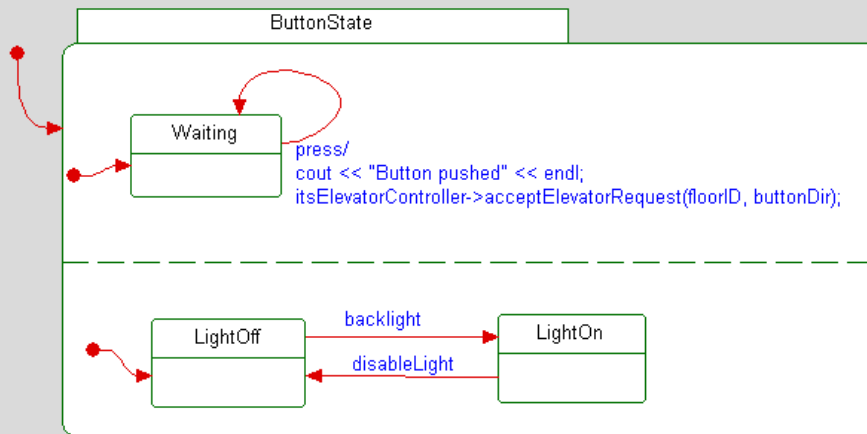 ButtonState
Waiting
press/
cout << "Button pushed" << endl;
itsElevatorController->acceptElevatorRequest(floorID, buttonDir);
LightOff
backlight
LightOn
disableLight